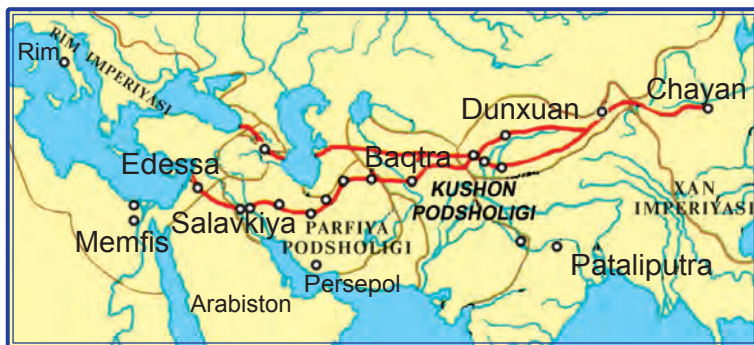 Rim
RIM IMPERIYASI
Edessa
Memfis
Salavkiya
Arabiston
Persepol
PARFIYA
PODSHOLIGI
Baqtra
KUSHON
PODSHOLIGI
Dunxuan
Chayan
XAN
IMPERIYASI
Pataliputra